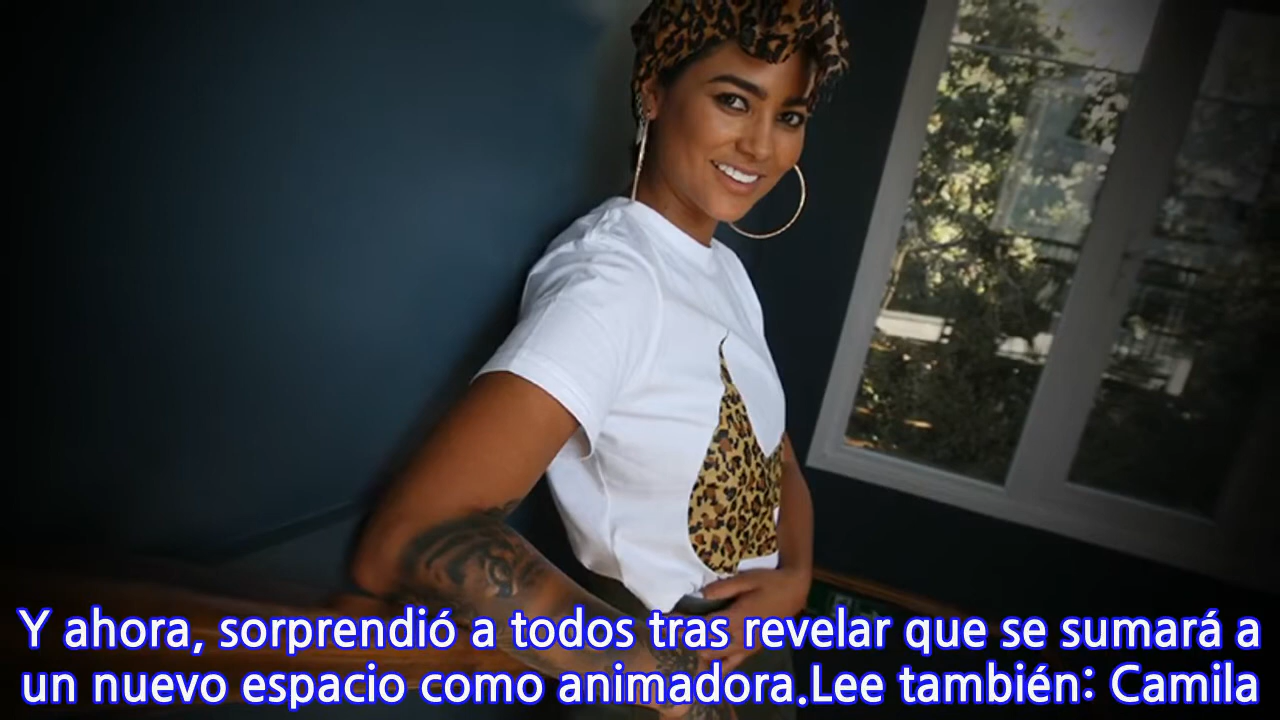 Y ahora, sorprendió a todos tras revelar que se sumará a
un nuevo espacio como animadora.Lee también: Camila